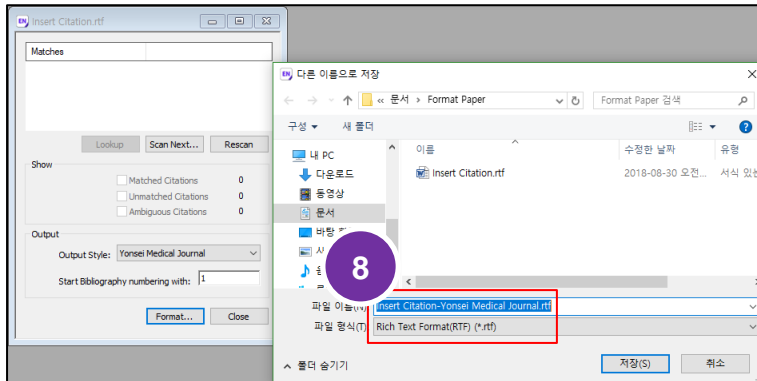 EN Insert Citation.rtf
Matches
Lookup
Scan Next...
Rescan
Show
Matched Citations 0
Unmatched Citations 0
Ambiguous Citations 0
Output
Output Style: Yonsei Medical Journal
Start Bibliography numbering with: 1
Format...
Close
EN 다른 이름으로 저장
« 문서 › Format Paper
Format Paper 검색
구성
새 폴더
?
내 PC
다운로드
동영상
문서
바탕
이름
수정한 날짜
유형
Insert Citation.rtf
2018-08-30 오전...
서식 있는
8
파일 이름(N):
Insert Citation-Yonsei Medical Journal.rtf
파일 형식(T):
Rich Text Format(RTF) (*.rtf)
폴더 숨기기
저장(S)
취소